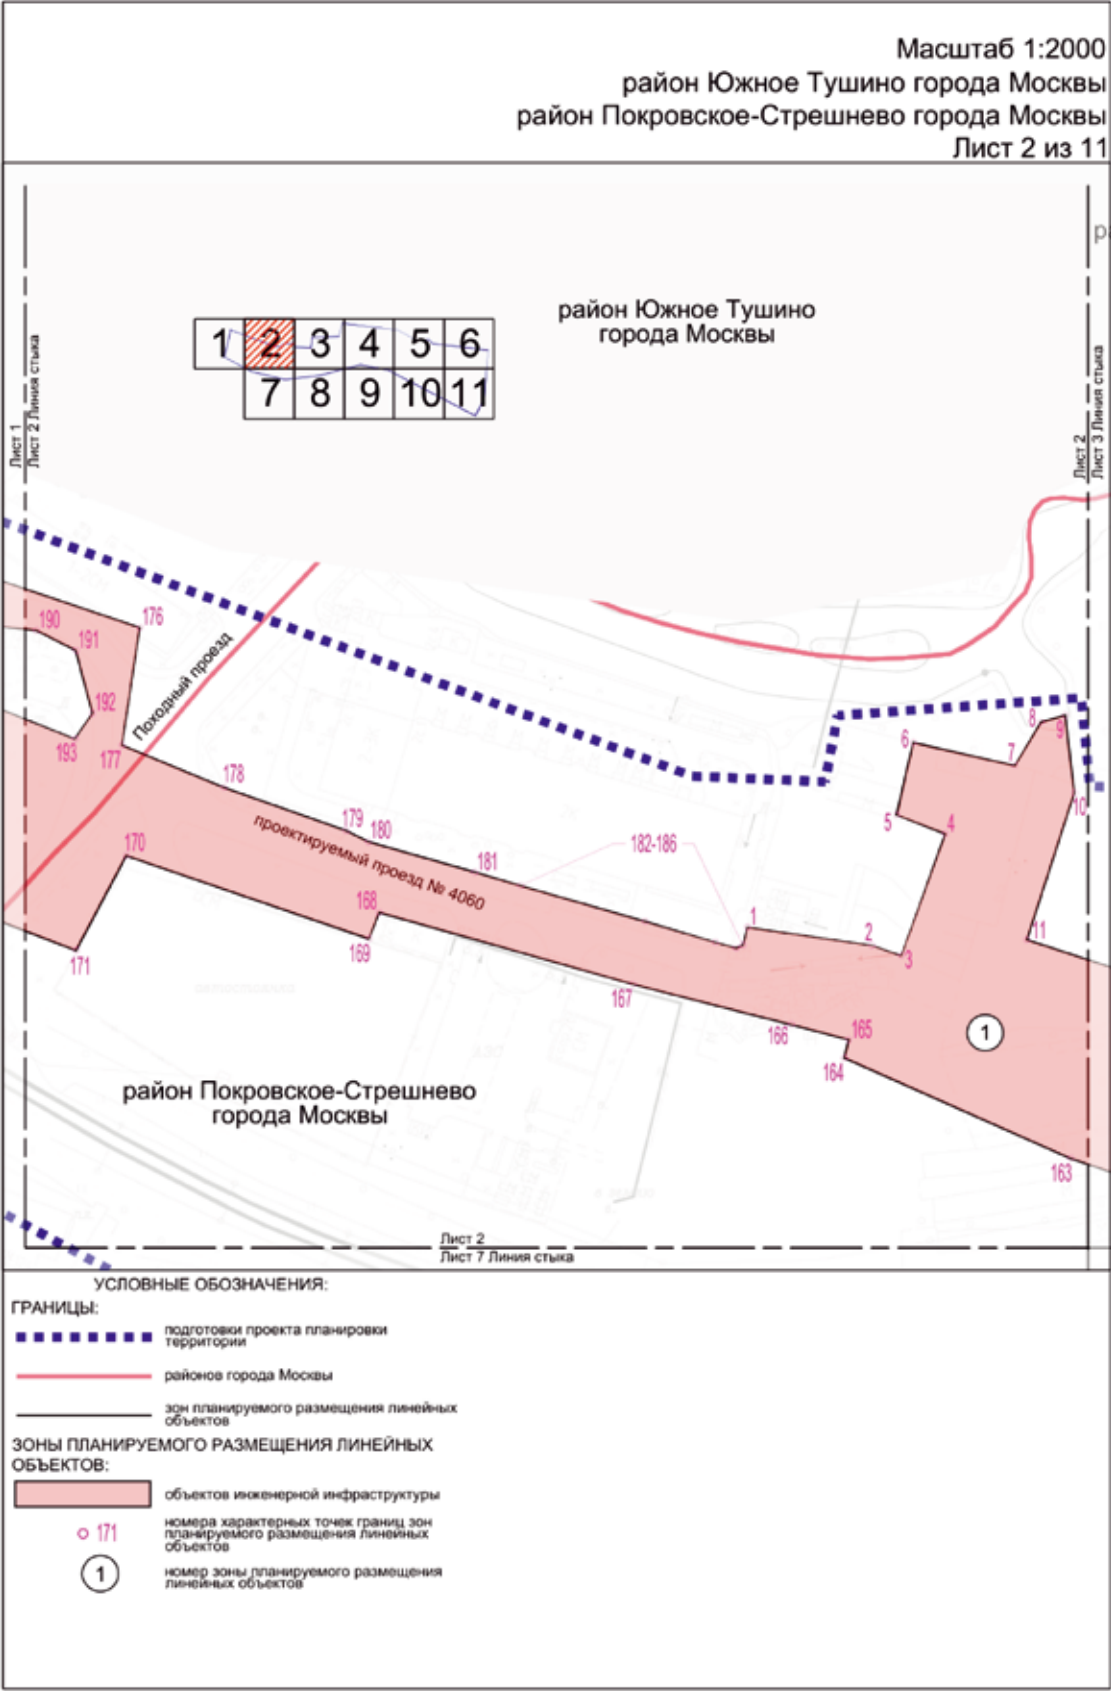 Масштаб 1:2000
район Южное Тушино города Москвы
район Покровское-Стрешнево города Москвы
Лист 2 из 11
район Южное Тушино
города Москвы
1 2 3 4 5 6
7 8 9 10 11
Лист 1
Лист 2 Линия стыка
Лист 2
Лист 3 Линия стыка
190
191
176
192
193
177
Походный проезд
178
179
180
181
182-186
проектируемый проезд № 4060
170
171
168
169
167
166
165
164
163
1
2
3
4
5
6
7
8
9
10
11
1
район Покровское-Стрешнево
города Москвы
Лист 2
Лист 7 Линия стыка
УСЛОВНЫЕ ОБОЗНАЧЕНИЯ:
ГРАНИЦЫ:
подготовки проекта планировки
территории
районов города Москвы
зон планируемого размещения линейных
объектов
ЗОНЫ ПЛАНИРУЕМОГО РАЗМЕЩЕНИЯ ЛИНЕЙНЫХ
ОБЪЕКТОВ:
объектов инженерной инфраструктуры
171
номера характерных точек границ зон
планируемого размещения линейных
объектов
1
номер зоны планируемого размещения
линейных объектов